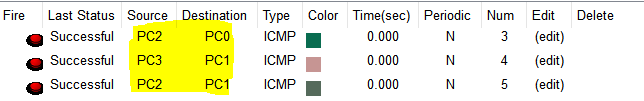 Fire Last Status Source Destination Type Color Time(sec) Periodic Num Edit Delete
Successful PC2 PC0 ICMP 0.000 N 3 (edit)
Successful PC3 PC1 ICMP 0.000 N 4 (edit)
Successful PC2 PC1 ICMP 0.000 N 5 (edit)